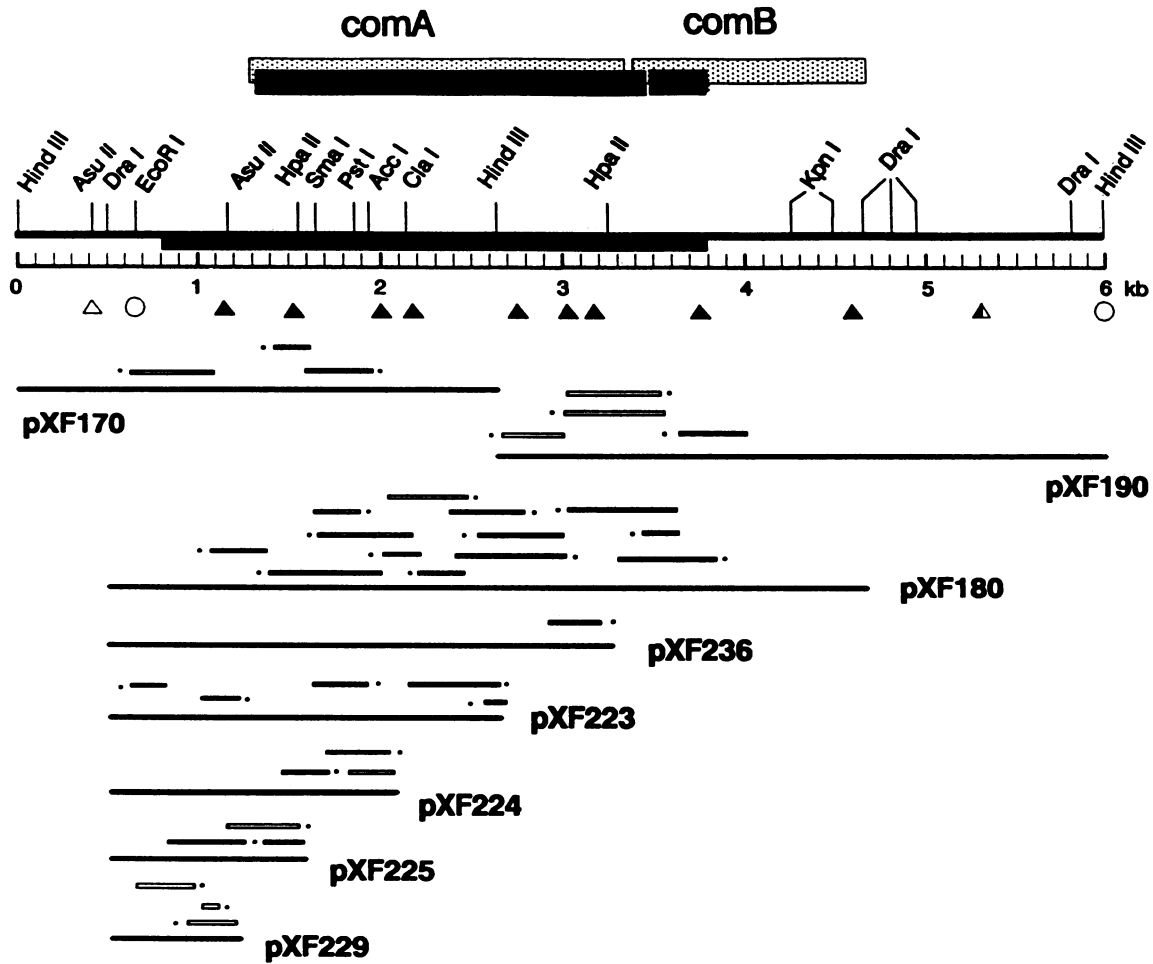 comA comB
Hind III Asu II Dra I EcoR I Asu II Hpa II Sma I Pst I Acc I Cla I Hind III Hpa II Kpn I Dra I Dra I Hind III
0 1 2 3 4 5 6 kb
pXF170
pXF190
pXF180
pXF236
pXF223
pXF224
pXF225
pXF229